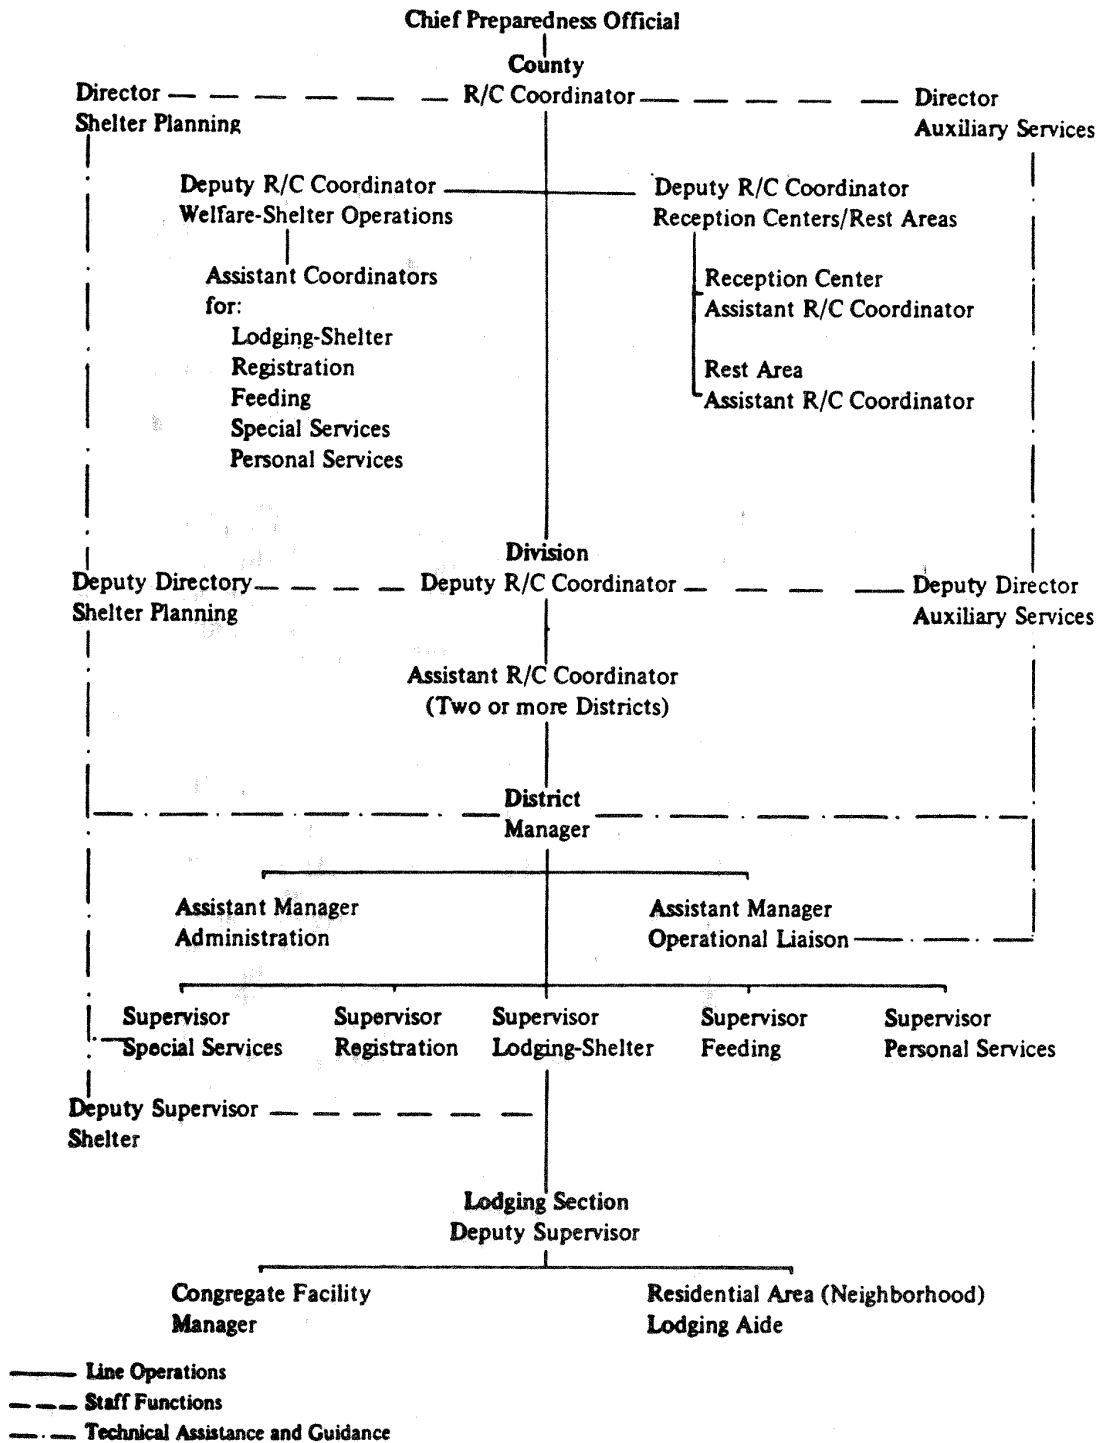 Chief Preparedness Official
County
R/C Coordinator
Director
Shelter Planning
Director
Auxiliary Services
Deputy R/C Coordinator
Welfare-Shelter Operations
Deputy R/C Coordinator
Reception Centers/Rest Areas
Assistant Coordinators
for:
Lodging-Shelter
Registration
Feeding
Special Services
Personal Services
Reception Center
Assistant R/C Coordinator
Rest Area
Assistant R/C Coordinator
Division
Deputy R/C Coordinator
Deputy Directory
Shelter Planning
Deputy Director
Auxiliary Services
Assistant R/C Coordinator
(Two or more Districts)
District
Manager
Assistant Manager
Administration
Assistant Manager
Operational Liaison
Supervisor
Special Services
Supervisor
Registration
Supervisor
Lodging-Shelter
Supervisor
Feeding
Supervisor
Personal Services
Deputy Supervisor
Shelter
Lodging Section
Deputy Supervisor
Congregate Facility
Manager
Residential Area (Neighborhood)
Lodging Aide
Line Operations
Staff Functions
Technical Assistance and Guidance